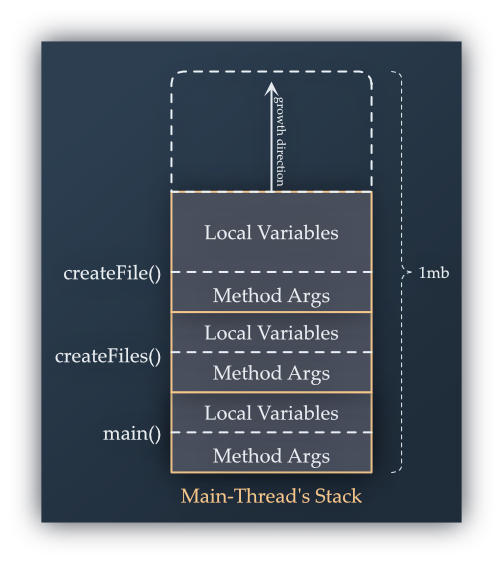 growth direction
Local Variables
createFile()
1mb
Method Args
Local Variables
createFiles()
Method Args
Local Variables
main()
Method Args
Main-Thread's Stack